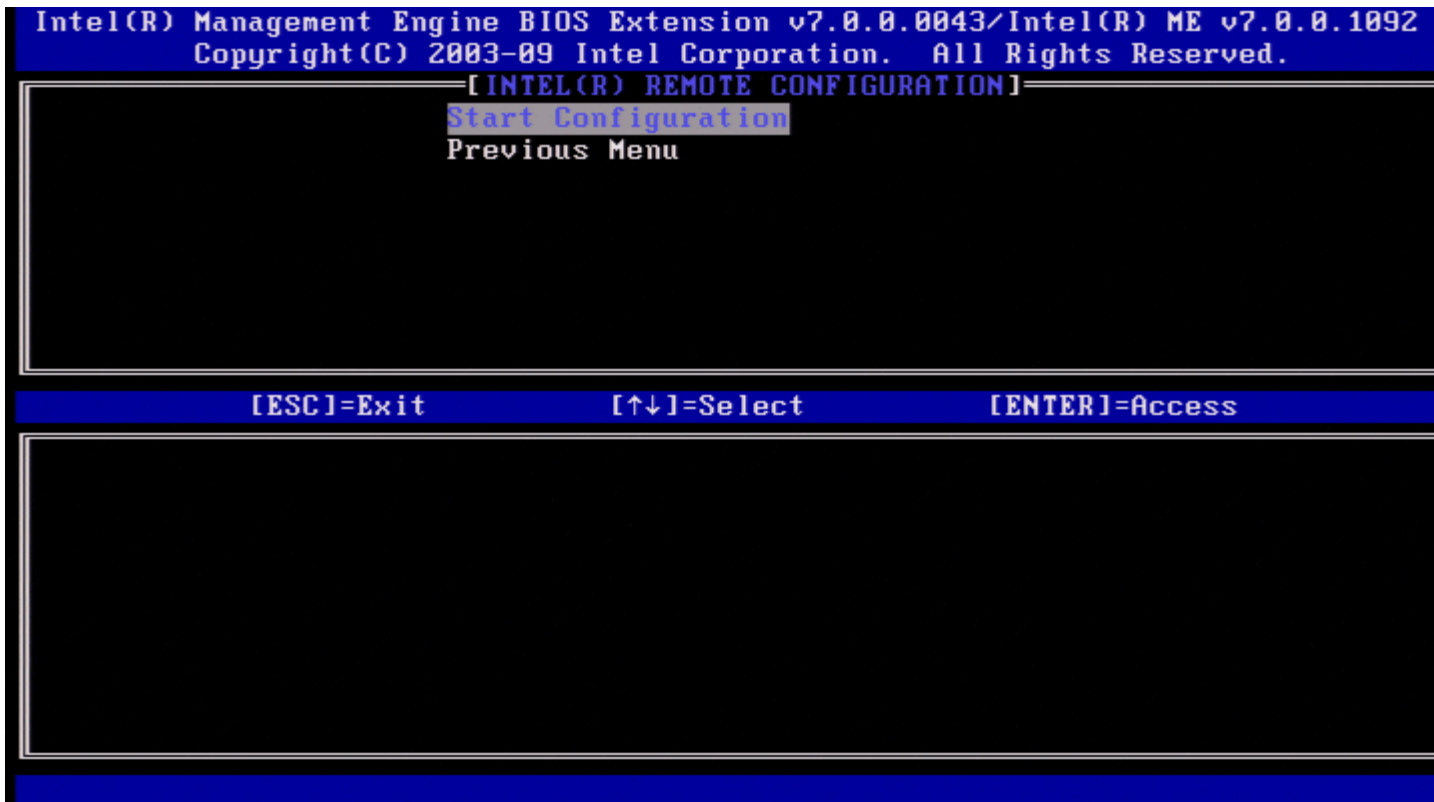 Intel(R) Management Engine BIOS Extension v7.0.0.0043/Intel(R) ME v7.0.0.1092
Copyright(C) 2003-09 Intel Corporation. All Rights Reserved.
[INTEL(R) REMOTE CONFIGURATION]
Start Configuration
Previous Menu
[ESC]=Exit [↑↓]=Select [ENTER]=Access